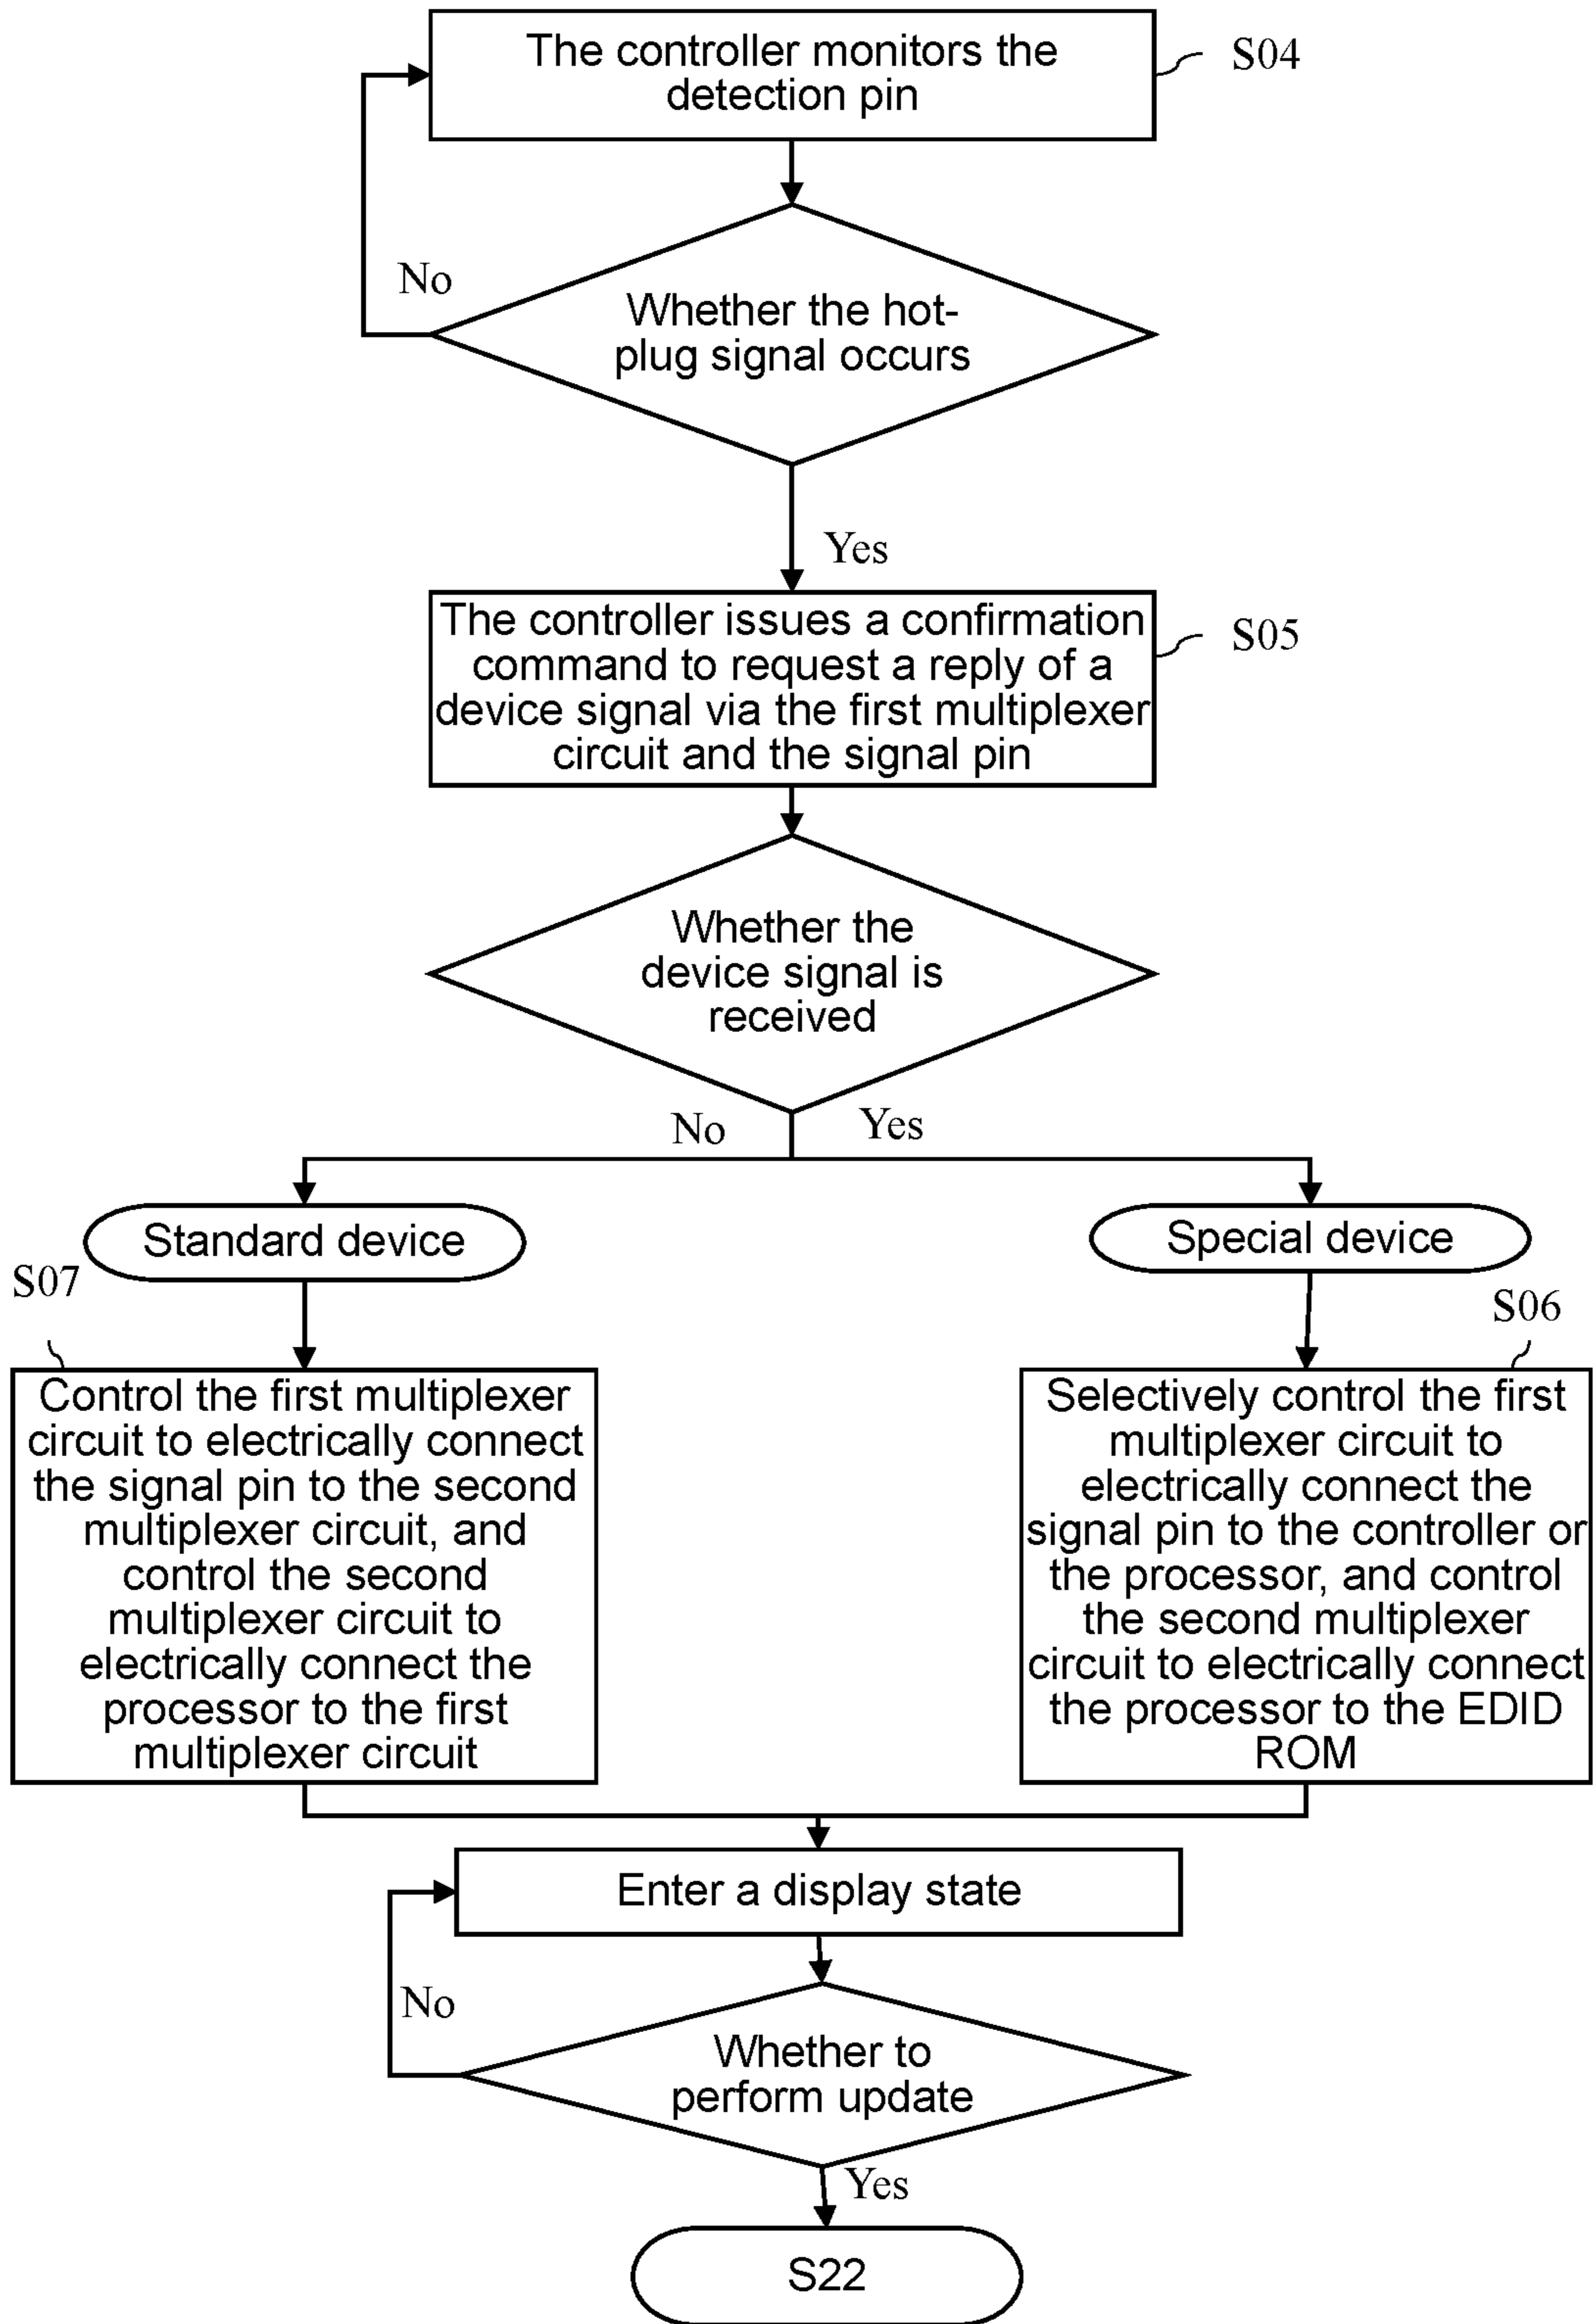 The controller monitors the
detection pin
S04
No
Whether the hot-
plug signal occurs
Yes
The controller issues a confirmation
command to request a reply of a
device signal via the first multiplexer
circuit and the signal pin
S05
Whether the
device signal is
received
No
Yes
Standard device
Special device
S07
S06
Control the first multiplexer
circuit to electrically connect
the signal pin to the second
multiplexer circuit, and
control the second
multiplexer circuit to
electrically connect the
processor to the first
multiplexer circuit
Selectively control the first
multiplexer circuit to
electrically connect the
signal pin to the controller or
the processor, and control
the second multiplexer
circuit to electrically connect
the processor to the EDID
ROM
Enter a display state
No
Whether to
perform update
Yes
S22